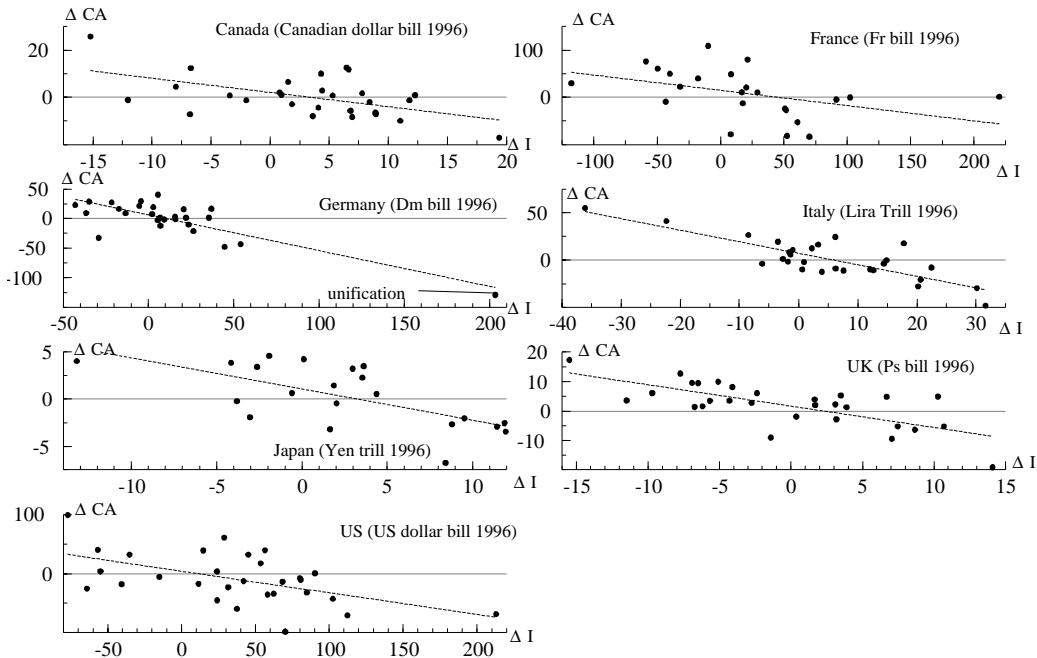 Δ CA
Canada (Canadian dollar bill 1996)
20
0
-15 -10 -5 0 5 10 15 20
Δ I
Δ CA
France (Fr bill 1996)
100
0
-100 -50 0 50 100 150 200
Δ I
Δ CA
Germany (Dm bill 1996)
50
25
0
-25
-50
-100
unification
-50 0 50 100 150 200
Δ I
Δ CA
Italy (Lira Trill 1996)
50
0
-40 -30 -20 -10 0 10 20 30
Δ I
Δ CA
5
0
-5
Japan (Yen trill 1996)
-10 -5 0 5 10
Δ I
Δ CA
UK (Ps bill 1996)
20
10
0
-10
-15 -10 -5 0 5 10 15
Δ I
Δ CA
US (US dollar bill 1996)
100
0
-50 0 50 100 150 200
Δ I